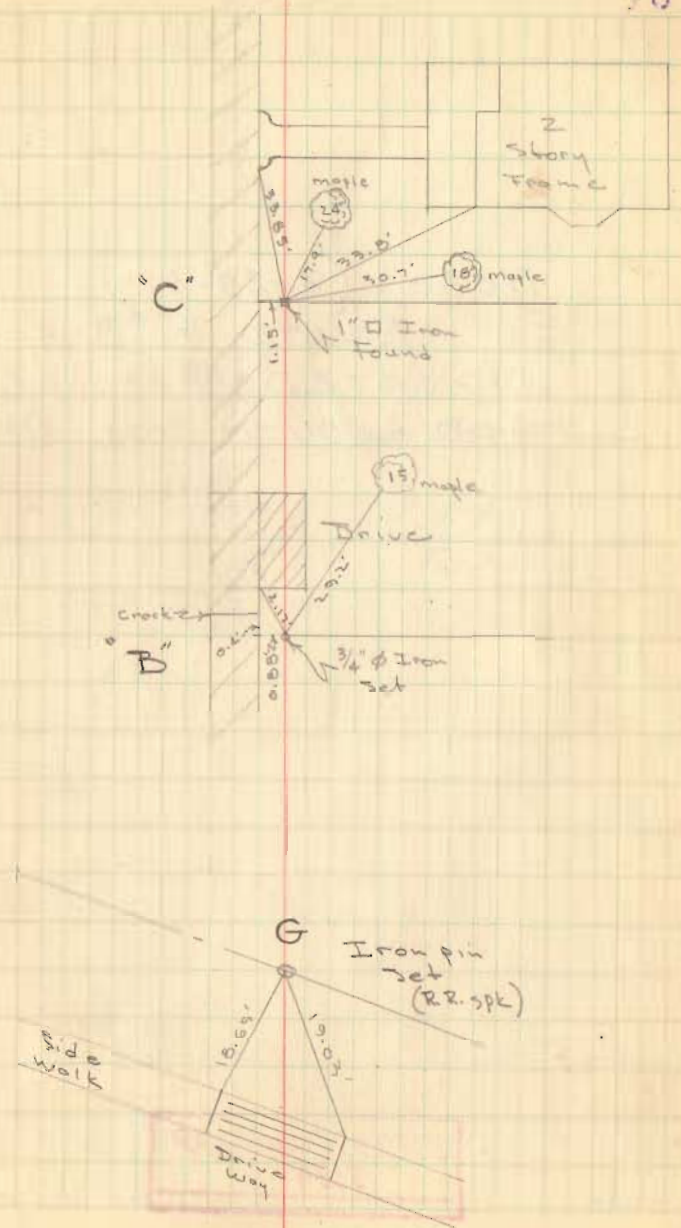 2
Story
Frame
maple
24
33.85'
17.9'
33.8'
30.7'
18
maple
"C"
1.15'
1" □ Iron
Found
15
maple
Drive
29.2'
2.17'
crack
"B"
0.88'
3/4" ϕ Iron
set
G
Iron pin
set
(R.R. spk)
18.65'
19.03'
Side
Walk
Drive
Way